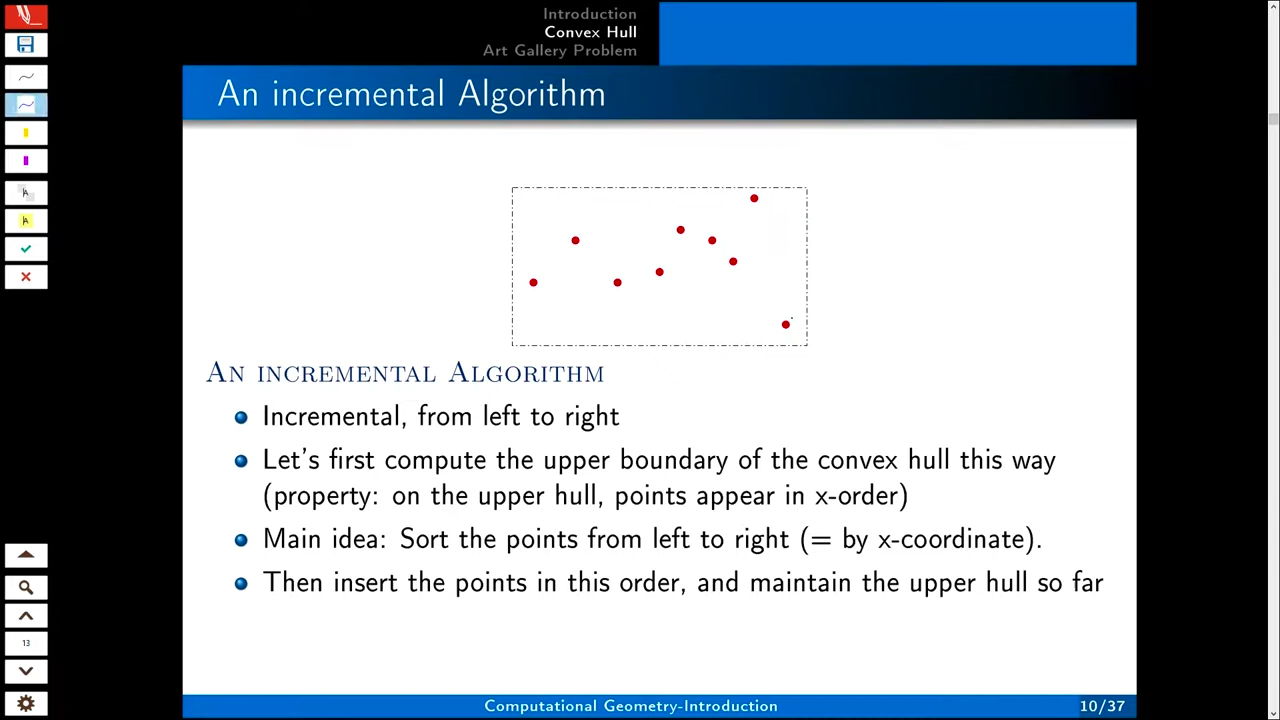 Introduction
Convex Hull
Art Gallery Problem
An incremental Algorithm
An incremental Algorithm
Incremental, from left to right
Let's first compute the upper boundary of the convex hull this way
(property: on the upper hull, points appear in x-order)
Main idea: Sort the points from left to right (= by x-coordinate).
Then insert the points in this order, and maintain the upper hull so far
Computational Geometry-Introduction
10/37
A
A
13